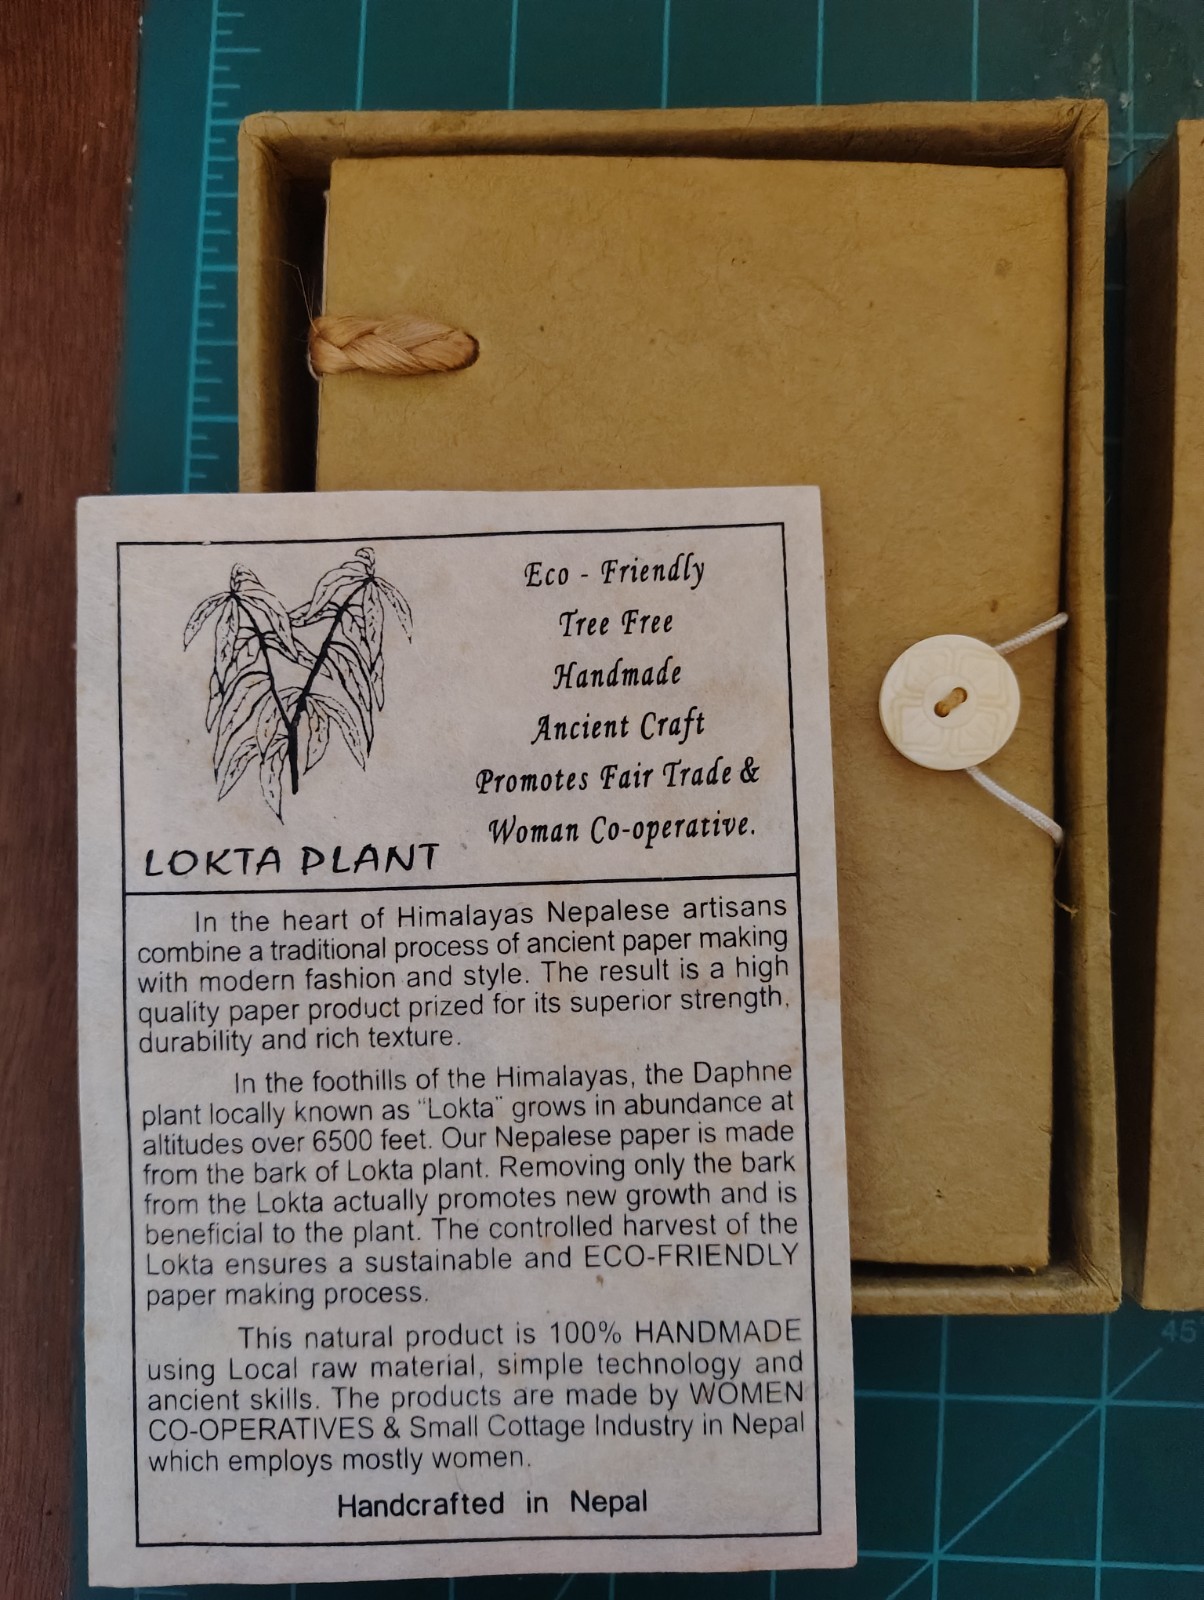 Eco - Friendly
Tree Free
Handmade
Ancient Craft
Promotes Fair Trade &
Woman Co-operative.
LOKTA PLANT
In the heart of Himalayas Nepalese artisans
combine a traditional process of ancient paper making
with modern fashion and style. The result is a high
quality paper product prized for its superior strength,
durability and rich texture.
In the foothills of the Himalayas, the Daphne
plant locally known as "Lokta" grows in abundance at
altitudes over 6500 feet. Our Nepalese paper is made
from the bark of Lokta plant. Removing only the bark
from the Lokta actually promotes new growth and is
beneficial to the plant. The controlled harvest of the
Lokta ensures a sustainable and ECO-FRIENDLY
paper making process.
This natural product is 100% HANDMADE
using Local raw material, simple technology and
ancient skills. The products are made by WOMEN
CO-OPERATIVES & Small Cottage Industry in Nepal
which employs mostly women.
Handcrafted in Nepal
45°